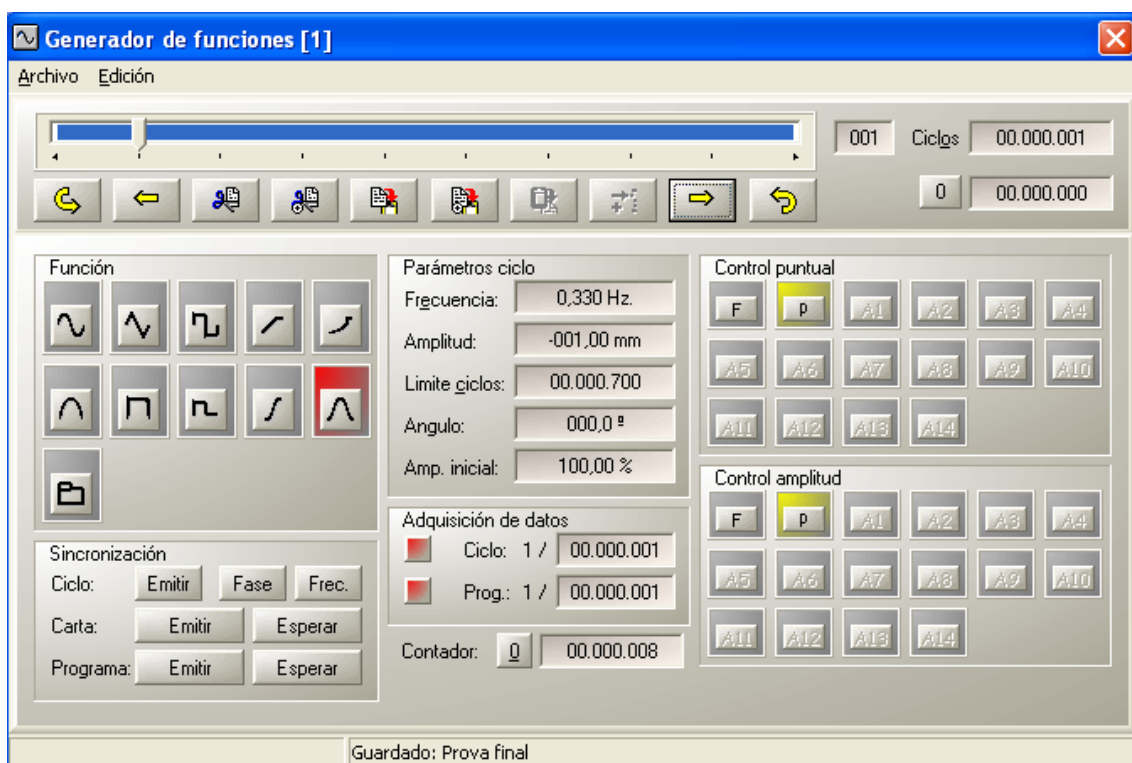 Generador de funciones [1]
Archivo Edición
001 Ciclos 00.000.001
0 00.000.000
Función
Parámetros ciclo
Frecuencia: 0,330 Hz.
Amplitud: -001,00 mm
Limite ciclos: 00.000.700
Angulo: 000,0 º
Amp. inicial: 100,00 %
Control puntual
F P A1 A2 A3 A4
A5 A6 A7 A8 A9 A10
A11 A12 A13 A14
Control amplitud
F P A1 A2 A3 A4
A5 A6 A7 A8 A9 A10
A11 A12 A13 A14
Sincronización
Ciclo: Emitir Fase Frec.
Carta: Emitir Esperar
Programa: Emitir Esperar
Adquisición de datos
Ciclo: 1 / 00.000.001
Prog.: 1 / 00.000.001
Contador: 0 00.000.008
Guardado: Prova final